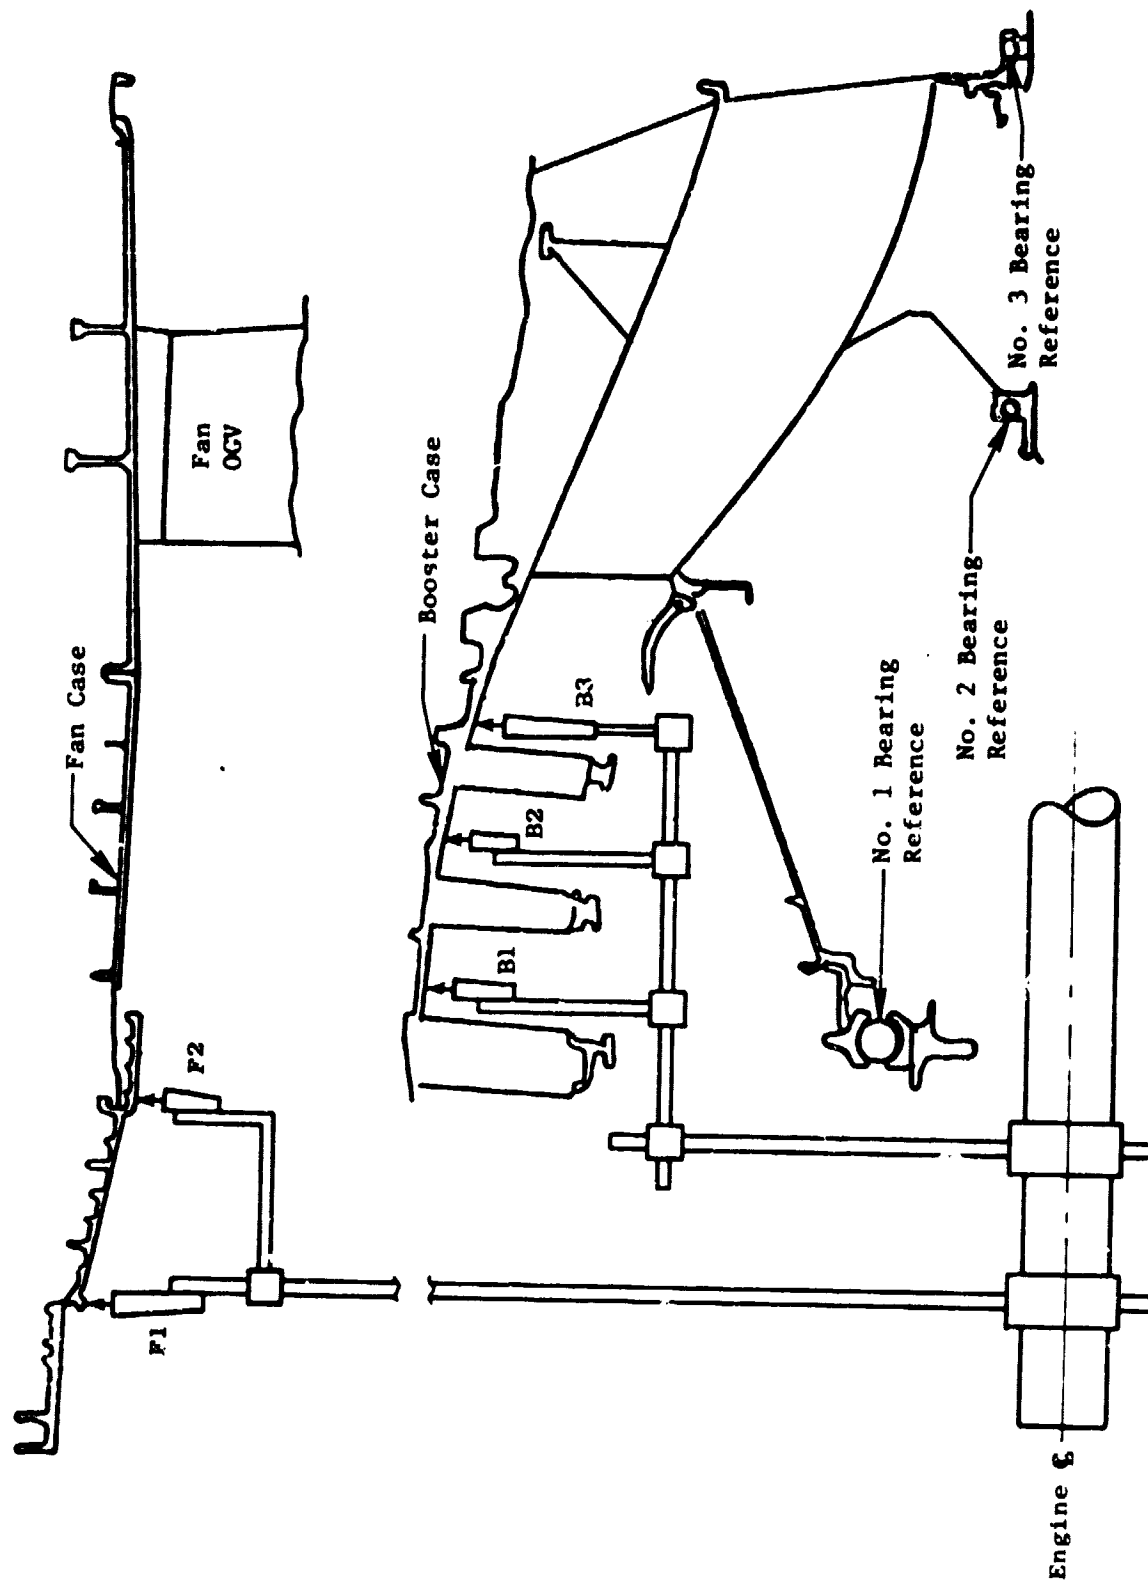 Fan Case
Fan
OGV
F1
F2
Booster Case
B1
B2
B3
No. 1 Bearing
Reference
No. 2 Bearing
Reference
No. 3 Bearing
Reference
Engine ℄